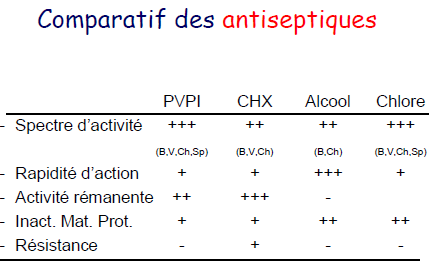 Comparatif des antiseptiques
PVPI CHX Alcool Chlore
- Spectre d'activité +++ ++ ++ +++
(B,V,Ch,Sp) (B,V,Ch) (B,Ch) (B,V,Ch,Sp)
- Rapidité d'action + + +++ +
- Activité rémanente ++ +++ -
- Inact. Mat. Prot. + + ++ ++
- Résistance - + - -